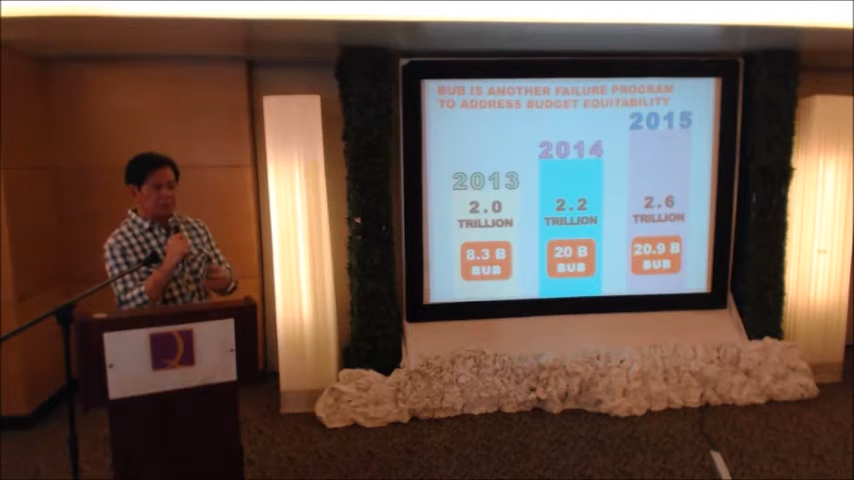 BUB IS ANOTHER FAILURE PROGRAM
TO ADDRESS BUDGET EQUITABILITY
2013
2.0
TRILLION
8.3 B
BUB
2014
2.2
TRILLION
20 B
BUB
2015
2.6
TRILLION
20.9 B
BUB